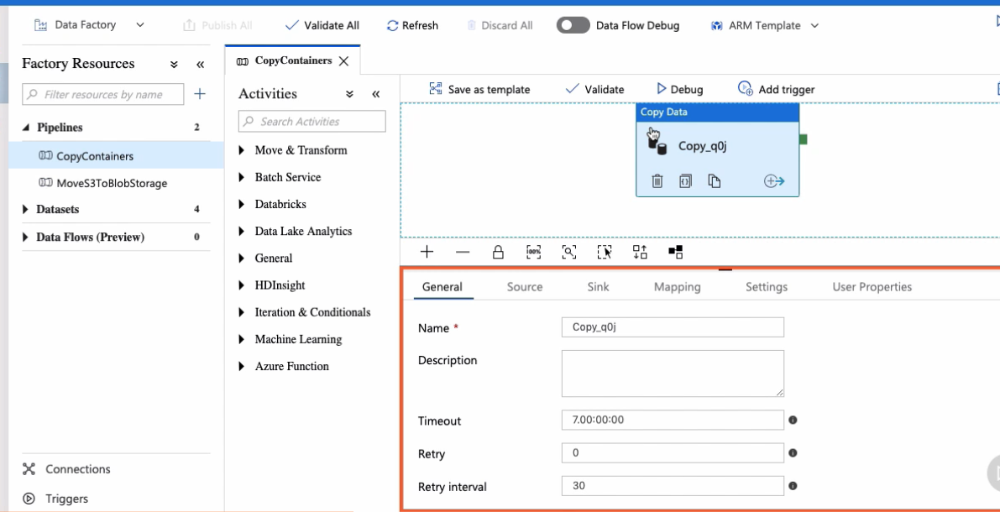 Data Factory
Publish All
Validate All
Refresh
Discard All
Data Flow Debug
ARM Template
Factory Resources
Filter resources by name
Pipelines 2
CopyContainers
MoveS3ToBlobStorage
Datasets 4
Data Flows (Preview) 0
Connections
Triggers
CopyContainers
Activities
Search Activities
Move & Transform
Batch Service
Databricks
Data Lake Analytics
General
HDInsight
Iteration & Conditionals
Machine Learning
Azure Function
Save as template
Validate
Debug
Add trigger
Copy Data
Copy_q0j
100%
General
Source
Sink
Mapping
Settings
User Properties
Name * Copy_q0j
Description
Timeout 7.00:00:00
Retry 0
Retry interval 30